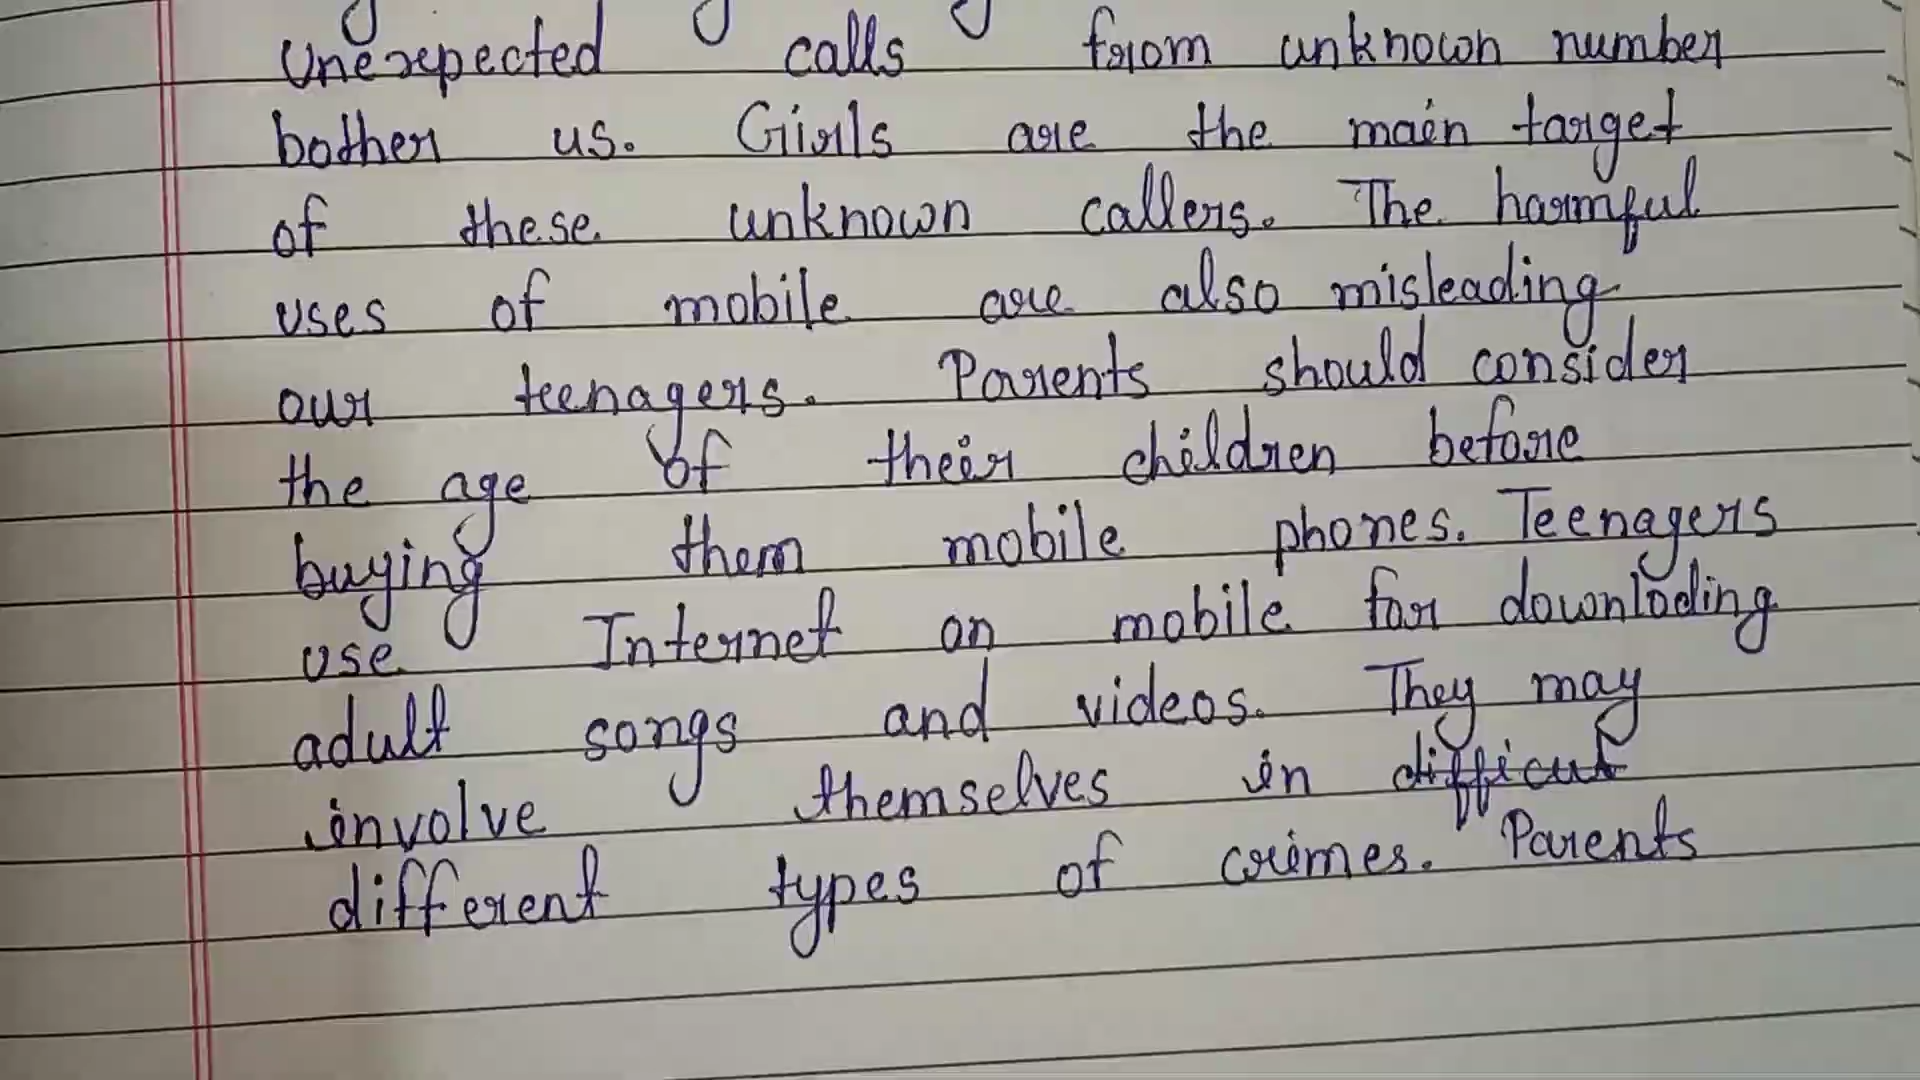 Unexepected calls from unknown number
bother us. Girls are the main target
of these unknown callers. The harmful
uses of mobile are also misleading
our teenagers. Parents should consider
the age of their children before
buying them mobile phones. Teenagers
use Internet on mobile for downloding
adult songs and videos. They may
involve themselves in difficut
different types of crimes. Parents